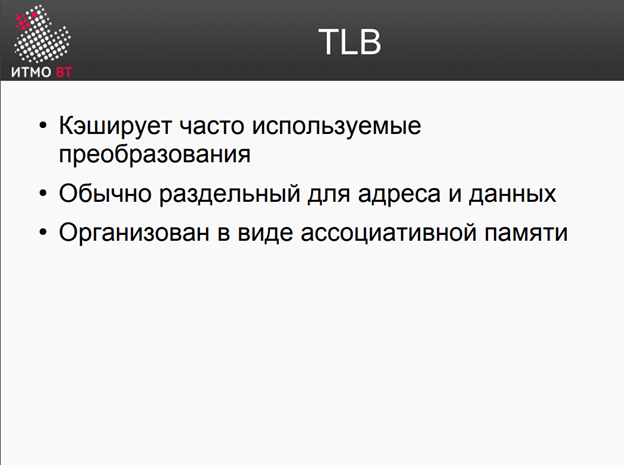 ИТМО ВТ
TLB
• Кэширует часто используемые
преобразования
• Обычно раздельный для адреса и данных
• Организован в виде ассоциативной памяти